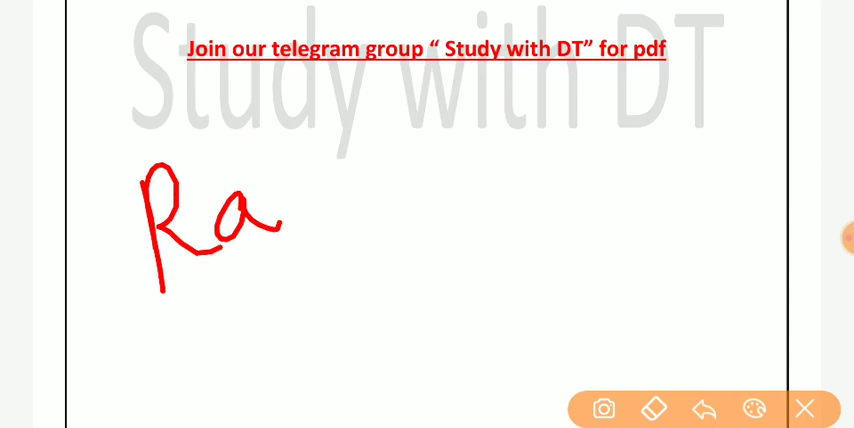 Study with DT
Join our telegram group “ Study with DT” for pdf
Ra